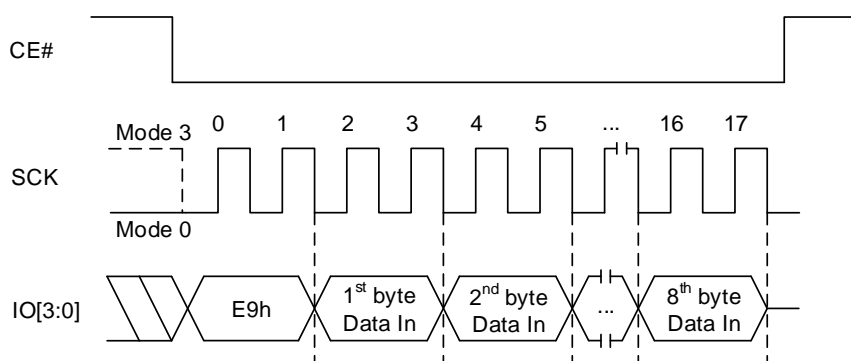 CE#
0 1 2 3 4 5 ... 16 17
Mode 3
SCK
Mode 0
IO[3:0]
E9h
1st byte
Data In
2nd byte
Data In
...
8th byte
Data In